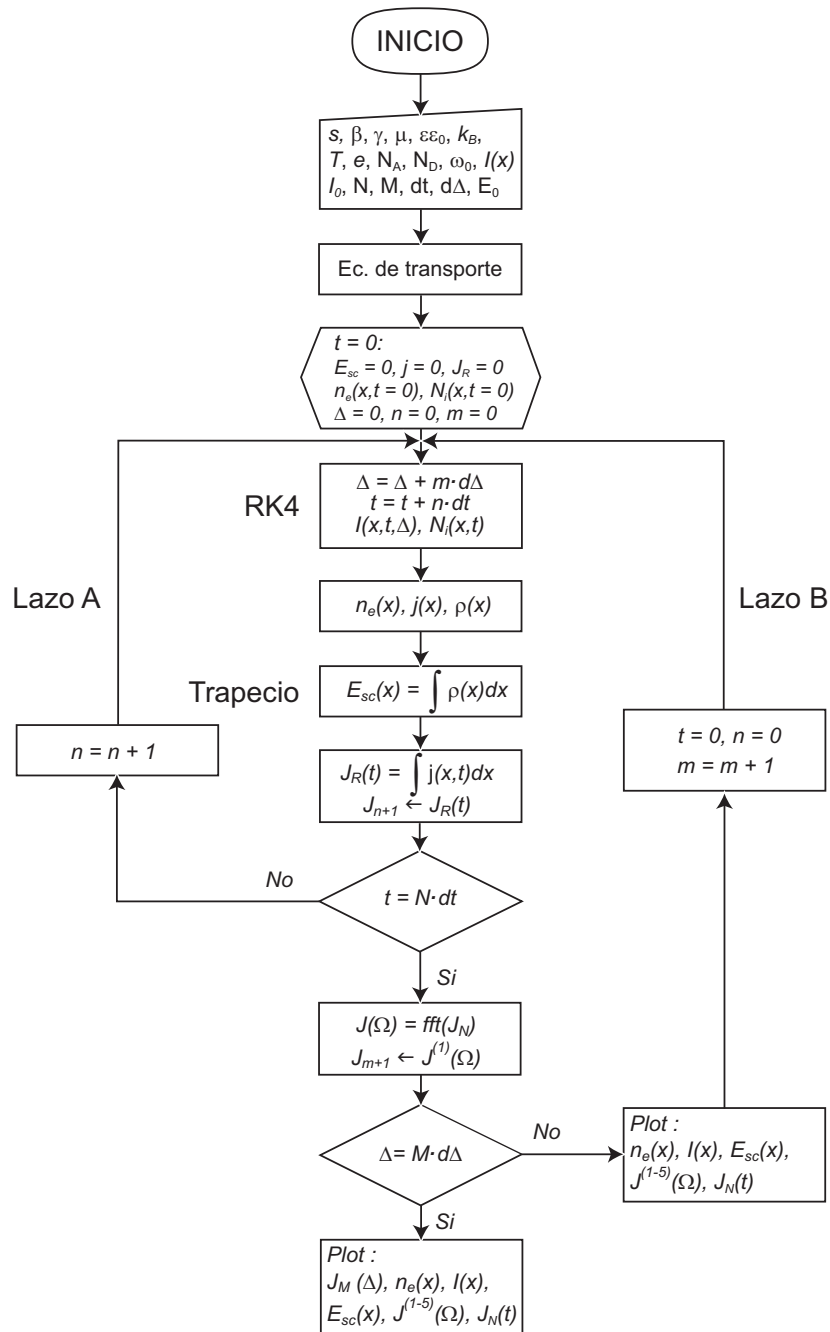 INICIO
s, β, γ, μ, εε₀, k_B,
T, e, N_A, N_D, ω₀, I(x)
I₀, N, M, dt, dΔ, E₀
Ec. de transporte
t = 0:
E_sc = 0, j = 0, J_R = 0
n_e(x,t = 0), N_i(x,t = 0)
Δ = 0, n = 0, m = 0
RK4
Δ = Δ + m·dΔ
t = t + n·dt
I(x,t,Δ), N_i(x,t)
Lazo A
Lazo B
n_e(x), j(x), ρ(x)
Trapecio
E_sc(x) = ∫ ρ(x)dx
n = n + 1
t = 0, n = 0
m = m + 1
J_R(t) = ∫ j(x,t)dx
J_{n+1} ← J_R(t)
No
t = N·dt
Si
J(Ω) = fft(J_N)
J_{m+1} ← J^{(1)}(Ω)
Δ= M·dΔ
No
Plot :
n_e(x), I(x), E_sc(x),
J^{(1-5)}(Ω), J_N(t)
Si
Plot :
J_M (Δ), n_e(x), I(x),
E_sc(x), J^{(1-5)}(Ω), J_N(t)